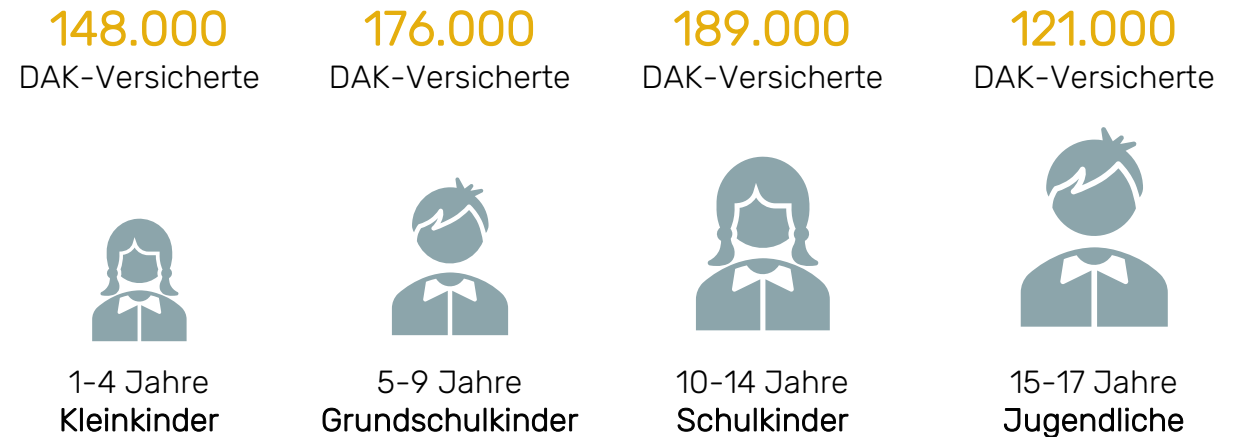 148.000
DAK-Versicherte
1-4 Jahre
Kleinkinder
176.000
DAK-Versicherte
5-9 Jahre
Grundschulkinder
189.000
DAK-Versicherte
10-14 Jahre
Schulkinder
121.000
DAK-Versicherte
15-17 Jahre
Jugendliche